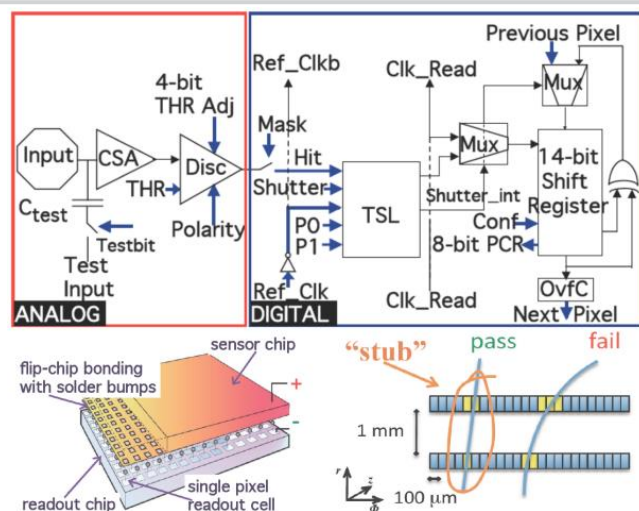 Previous Pixel
4-bit
THR Adj
Ref_Clkb
Clk_Read
Mux
Mask
Input
CSA
Disc
Hit
Mux
14-bit
Shift
Register
THR
Shutter
TSL
Shutter_int
Ctest
Testbit
Polarity
P0
P1
Conf
8-bit PCR
Test
Input
Ref_Clk
Clk_Read
OvfC
ANALOG
DIGITAL
Next Pixel
sensor chip
flip-chip bonding
with solder bumps
+
-
readout chip
single pixel
readout cell
"stub"
pass
fail
1 mm
100 μm
r
z
Φ